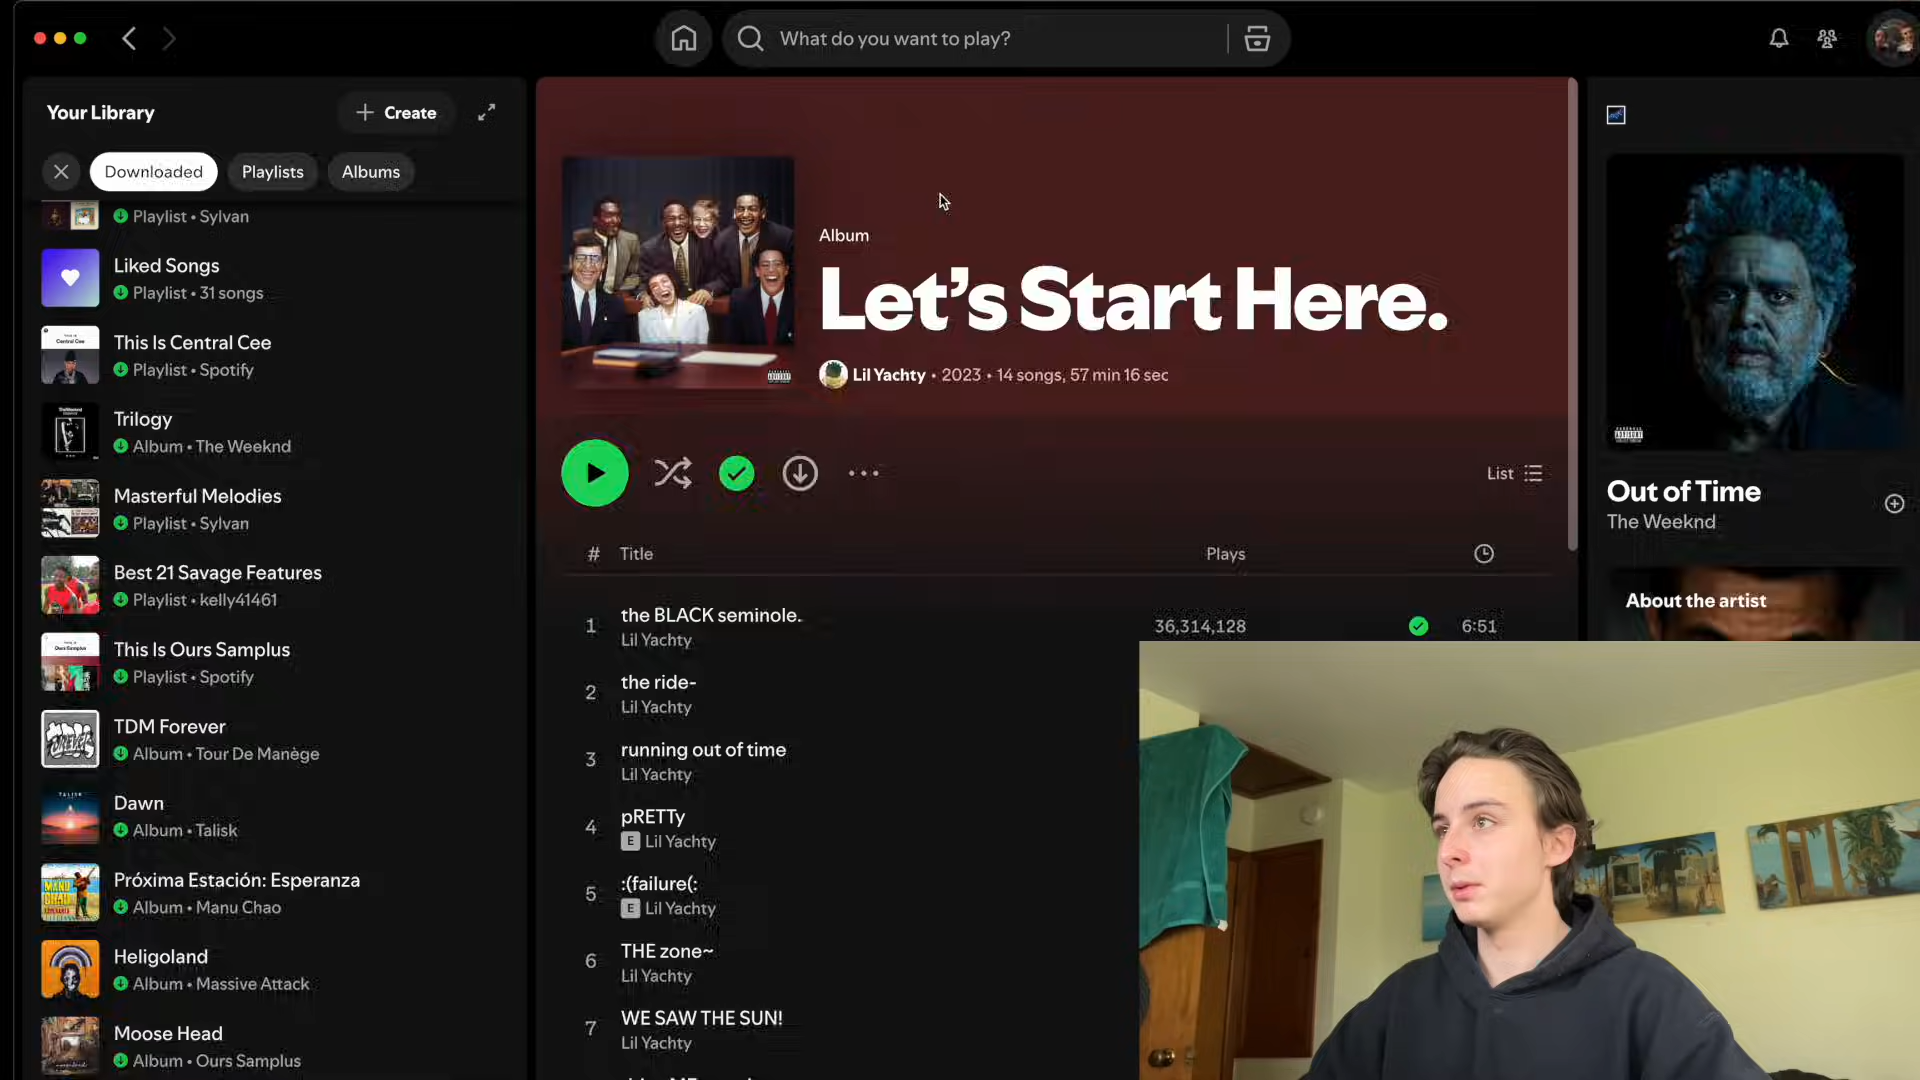 What do you want to play?
Your Library
Create
Downloaded
Playlists
Albums
Playlist • Sylvan
Liked Songs
Playlist • 31 songs
This Is Central Cee
Playlist • Spotify
Trilogy
Album • The Weeknd
Masterful Melodies
Playlist • Sylvan
Best 21 Savage Features
Playlist • kelly41461
This Is Ours Samplus
Playlist • Spotify
TDM Forever
Album • Tour De Manège
Dawn
Album • Talisk
Próxima Estación: Esperanza
Album • Manu Chao
Heligoland
Album • Massive Attack
Moose Head
Album • Ours Samplus
Album
Let's Start Here.
Lil Yachty • 2023 • 14 songs, 57 min 16 sec
List
# Title Plays
1 the BLACK seminole. 36,314,128 6:51
Lil Yachty
2 the ride-
Lil Yachty
3 running out of time
Lil Yachty
4 pRETTy
E Lil Yachty
5 :(failure(:
E Lil Yachty
6 THE zone~
Lil Yachty
7 WE SAW THE SUN!
Lil Yachty
Out of Time
The Weeknd
About the artist